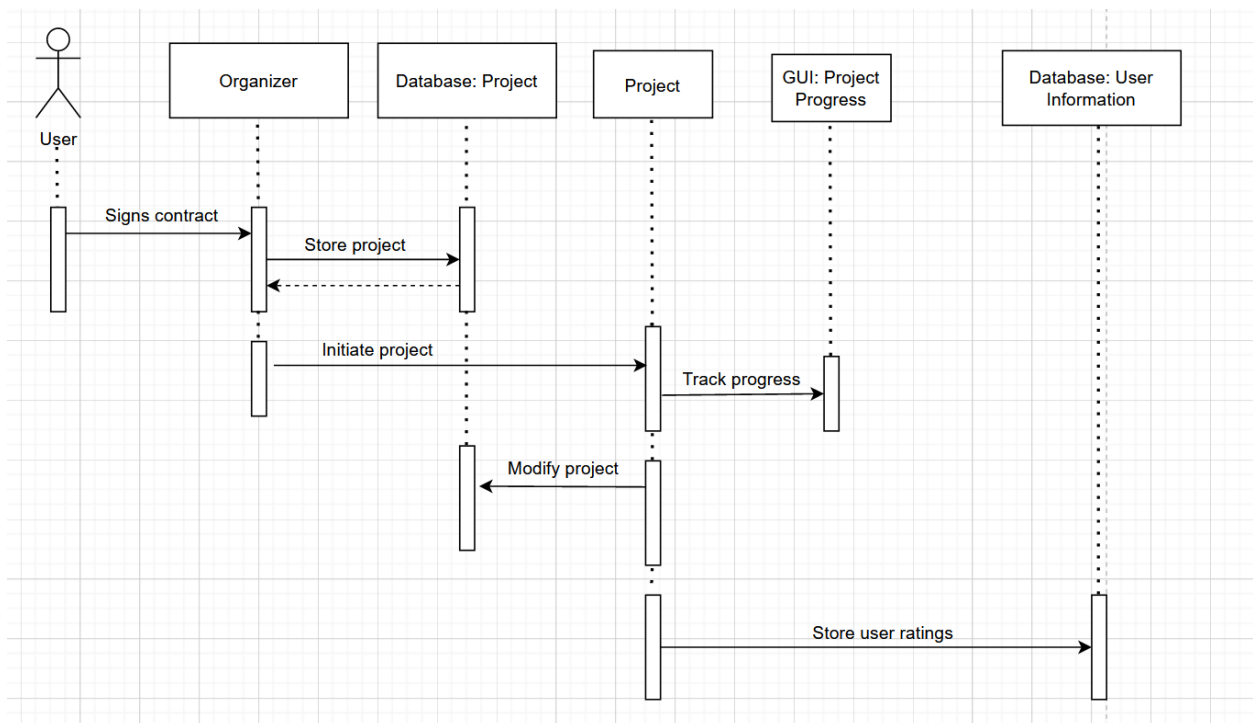 User
Organizer
Database: Project
Project
GUI: Project
Progress
Database: User
Information
Signs contract
Store project
Initiate project
Track progress
Modify project
Store user ratings